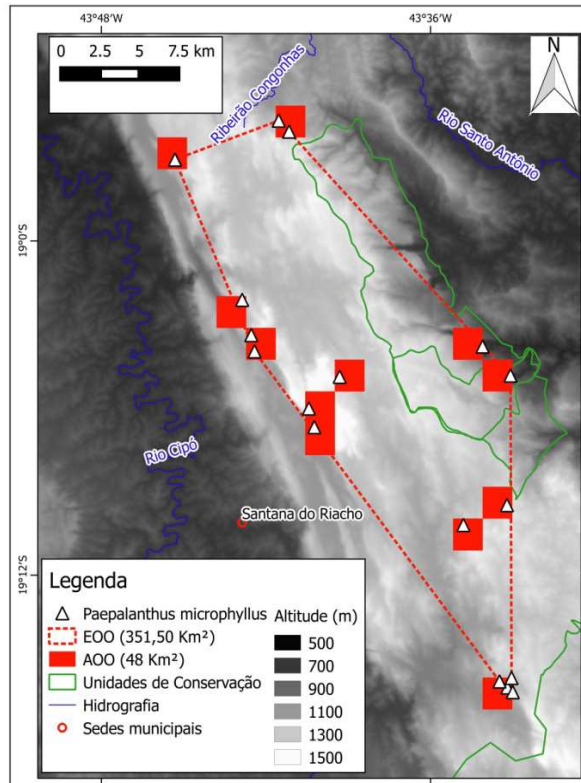 43°48'W 43°36'W
0 2.5 5 7.5 km
N
Ribeirão Congonhas
Rio Santo Antônio
19°0'S
Rio Cipó
Santana do Riacho
19°12'S
Legenda
Paepalanthus microphyllus
EOO (351,50 Km²)
AOO (48 Km²)
Unidades de Conservação
Hidrografia
Sedes municipais
Altitude (m)
500
700
900
1100
1300
1500